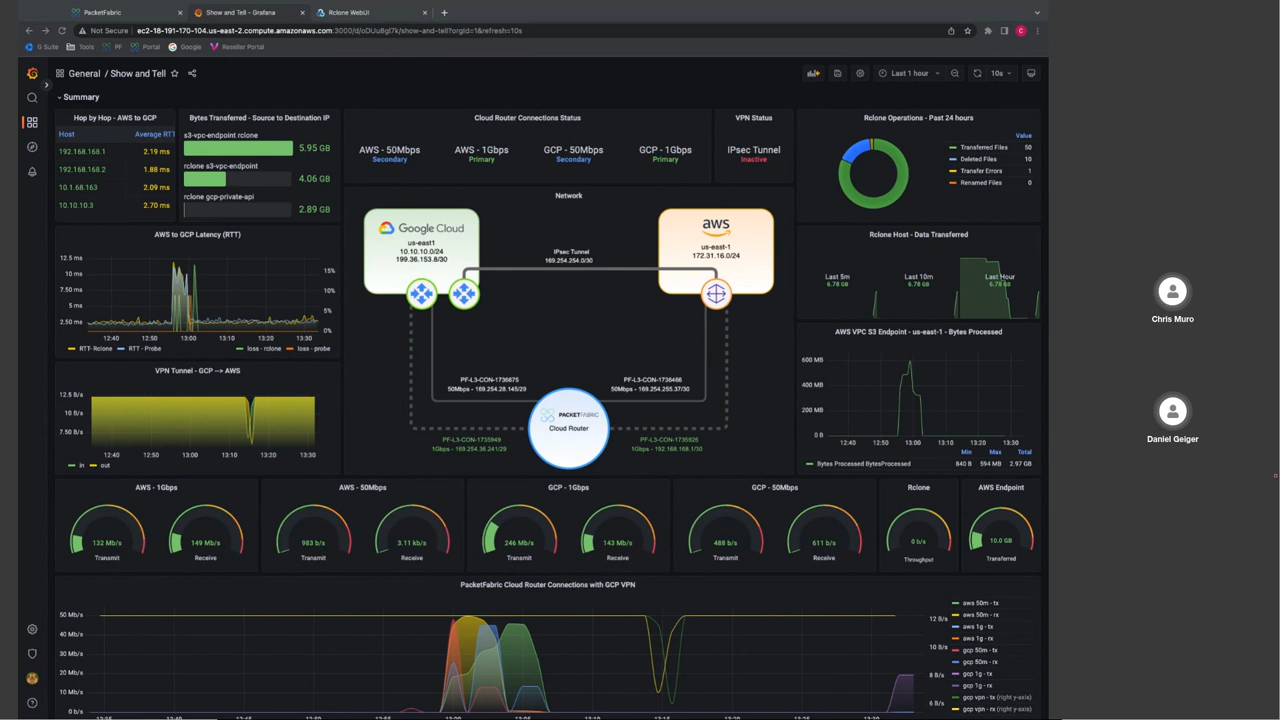 PacketFabric
Show and Tell - Grafana
Rclone WebUI
Not Secure
ec2-18-191-170-104.us-east-2.compute.amazonaws.com:3000/d/oDUu8gI7k/show-and-tell?orgId=1&refresh=10s
G Suite
Tools
PF
Portal
Google
Reseller Portal
General / Show and Tell
Last 1 hour
10s
Summary
Hop by Hop - AWS to GCP
Host Average RTT
192.168.168.1 2.19 ms
192.168.168.2 1.88 ms
10.1.68.163 2.09 ms
10.10.10.3 2.70 ms
Bytes Transferred - Source to Destination IP
s3-vpc-endpoint rclone
5.95 GB
rclone s3-vpc-endpoint
4.06 GB
rclone gcp-private-api
2.89 GB
Cloud Router Connections Status
AWS - 50Mbps
Secondary
AWS - 1Gbps
Primary
GCP - 50Mbps
Secondary
GCP - 1Gbps
Primary
VPN Status
IPsec Tunnel
Inactive
Rclone Operations - Past 24 hours
Value
Transferred Files 50
Deleted Files 10
Transfer Errors 1
Renamed Files 0
AWS to GCP Latency (RTT)
12.5 ms
10 ms
7.50 ms
5 ms
2.50 ms
15%
10%
5%
0%
12:40 12:50 13:00 13:10 13:20 13:30
RTT- Rclone
RTT - Probe
loss - rclone
loss - probe
Network
Google Cloud
us-east1
10.10.10.0/24
199.36.153.8/30
IPsec Tunnel
169.254.254.0/30
aws
us-east-1
172.31.16.0/24
PF-L3-CON-1736675
50Mbps - 169.254.28.145/29
PF-L3-CON-1736466
50Mbps - 169.254.255.37/30
PACKETFABRIC
Cloud Router
PF-L3-CON-1735949
1Gbps - 169.254.36.241/29
PF-L3-CON-1735926
1Gbps - 192.168.168.1/30
Rclone Host - Data Transferred
Last 5m
6.78 GB
Last 10m
6.78 GB
Last Hour
6.78 GB
Chris Muro
Daniel Geiger
AWS VPC S3 Endpoint - us-east-1 - Bytes Processed
600 MB
400 MB
200 MB
0 B
12:40 12:50 13:00 13:10 13:20 13:30
Min Max Total
Bytes Processed BytesProcessed 840 B 594 MB 2.97 GB
VPN Tunnel - GCP --> AWS
12.5 B/s
10 B/s
7.50 B/s
12:40 12:50 13:00 13:10 13:20 13:30
in
out
AWS - 1Gbps
132 Mb/s
Transmit
149 Mb/s
Receive
AWS - 50Mbps
983 b/s
Transmit
3.11 kb/s
Receive
GCP - 1Gbps
246 Mb/s
Transmit
143 Mb/s
Receive
GCP - 50Mbps
488 b/s
Transmit
611 b/s
Receive
Rclone
0 b/s
Throughput
AWS Endpoint
10.0 GB
Transferred
PacketFabric Cloud Router Connections with GCP VPN
50 Mb/s
40 Mb/s
30 Mb/s
20 Mb/s
10 Mb/s
0 b/s
12 B/s
10 B/s
8 B/s
6 B/s
aws 50m - tx
aws 50m - rx
aws 1g - tx
aws 1g - rx
gcp 50m - tx
gcp 50m - rx
gcp 1g - tx
gcp 1g - rx
gcp vpn - tx (right y-axis)
gcp vpn - rx (right y-axis)